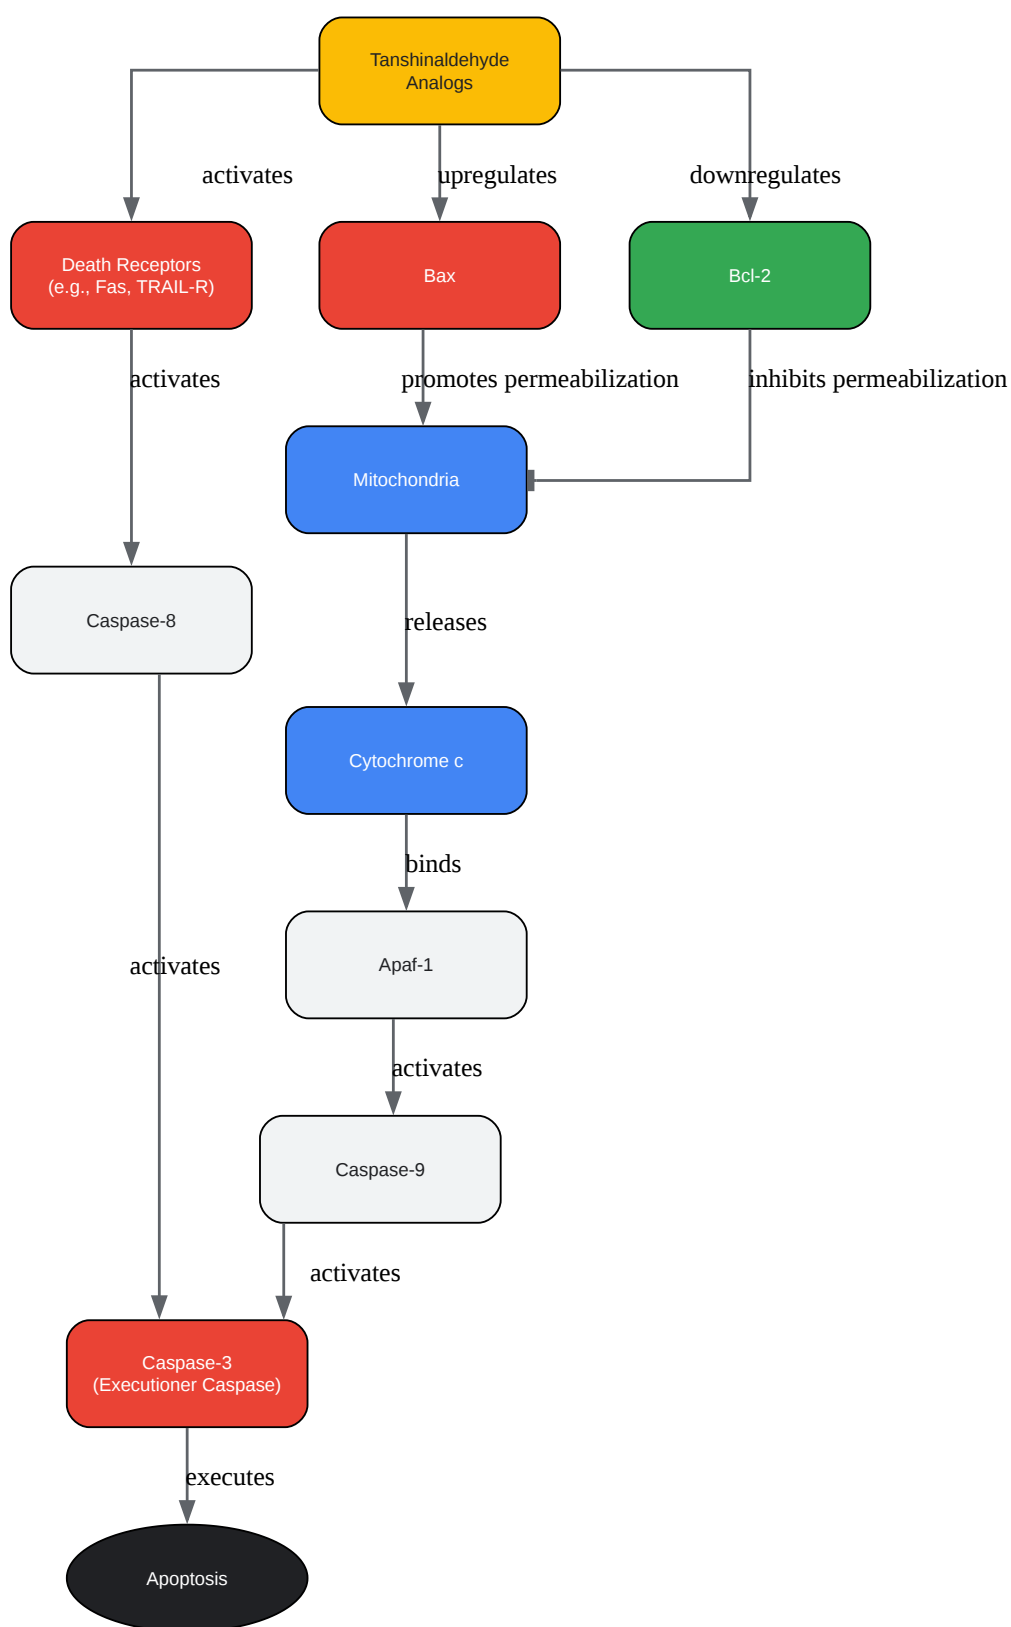 Tanshinaldehyde
Analogs
activates
upregulates
downregulates
Death Receptors
(e.g., Fas, TRAIL-R)
Bax
Bcl-2
activates
promotes permeabilization
inhibits permeabilization
Mitochondria
Caspase-8
releases
Cytochrome c
binds
activates
Apaf-1
activates
Caspase-9
activates
Caspase-3
(Executioner Caspase)
executes
Apoptosis